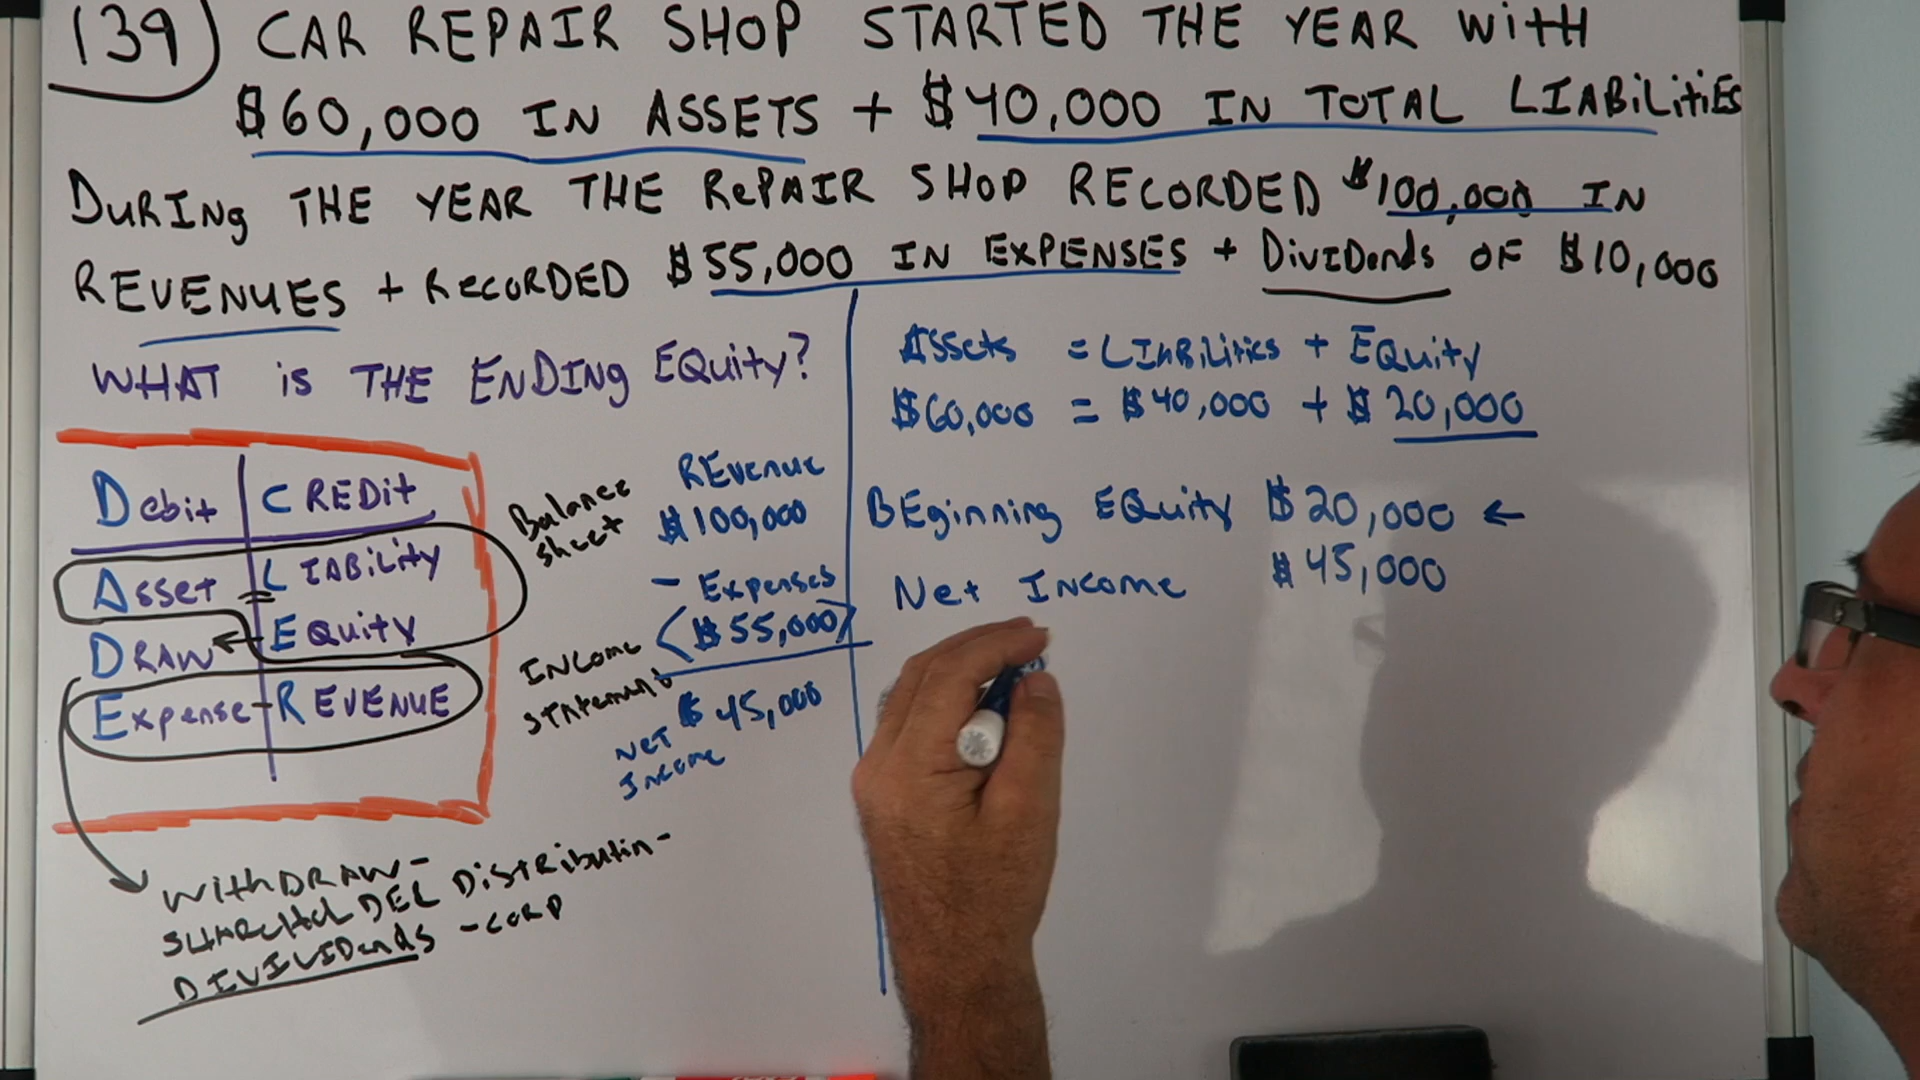 139) CAR REPAIR SHOP STARTED THE YEAR WITH
$60,000 IN ASSETS + $40,000 IN TOTAL LIABILITIES
DURING THE YEAR THE REPAIR SHOP RECORDED $100,000 IN
REVENUES + RECORDED $55,000 IN EXPENSES + DIVIDENDS OF $10,000
WHAT IS THE ENDING EQUITY?
Debit CREDIT
Asset = LIABILITY
DRAW ← EQUITY
Expense - REVENUE
Balance
sheet
INCOME
STATEMENT
REVENUE
$100,000
- Expenses
($55,000)
$45,000
NET
INCOME
WITHDRAW-
SHAREHOLDER DISTRIBUTIN-
DIVIVIDENDS -CORP
ASSETS = LIABILITIES + EQUITY
$60,000 = $40,000 + $20,000
BEGINNING EQUITY $20,000 ←
NET INCOME $45,000